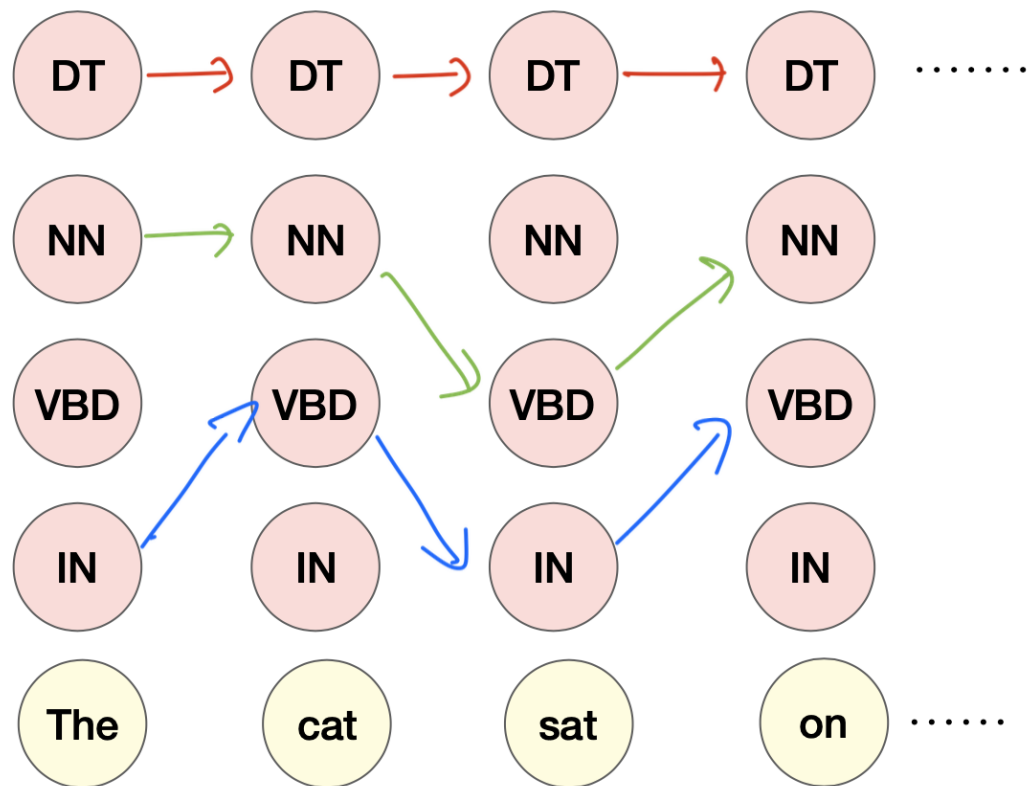 DT DT DT DT .......
NN NN NN NN
VBD VBD VBD VBD
IN IN IN IN
The cat sat on ......